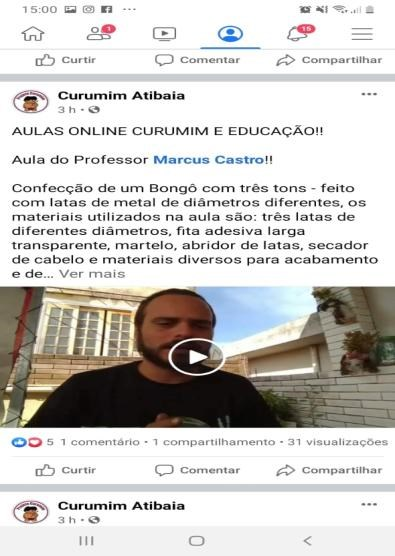 15:00
1
15
Curtir Comentar Compartilhar
Curumim Atibaia
3 h
AULAS ONLINE CURUMIM E EDUCAÇÃO!!
Aula do Professor Marcus Castro!!
Confecção de um Bongô com três tons - feito
com latas de metal de diâmetros diferentes, os
materiais utilizados na aula são: três latas de
diferentes diâmetros, fita adesiva larga
transparente, martelo, abridor de latas, secador
de cabelo e materiais diversos para acabamento
e de... Ver mais
5 1 comentário • 1 compartilhamento • 31 visualizações
Curtir Comentar Compartilhar
Curumim Atibaia
3 h